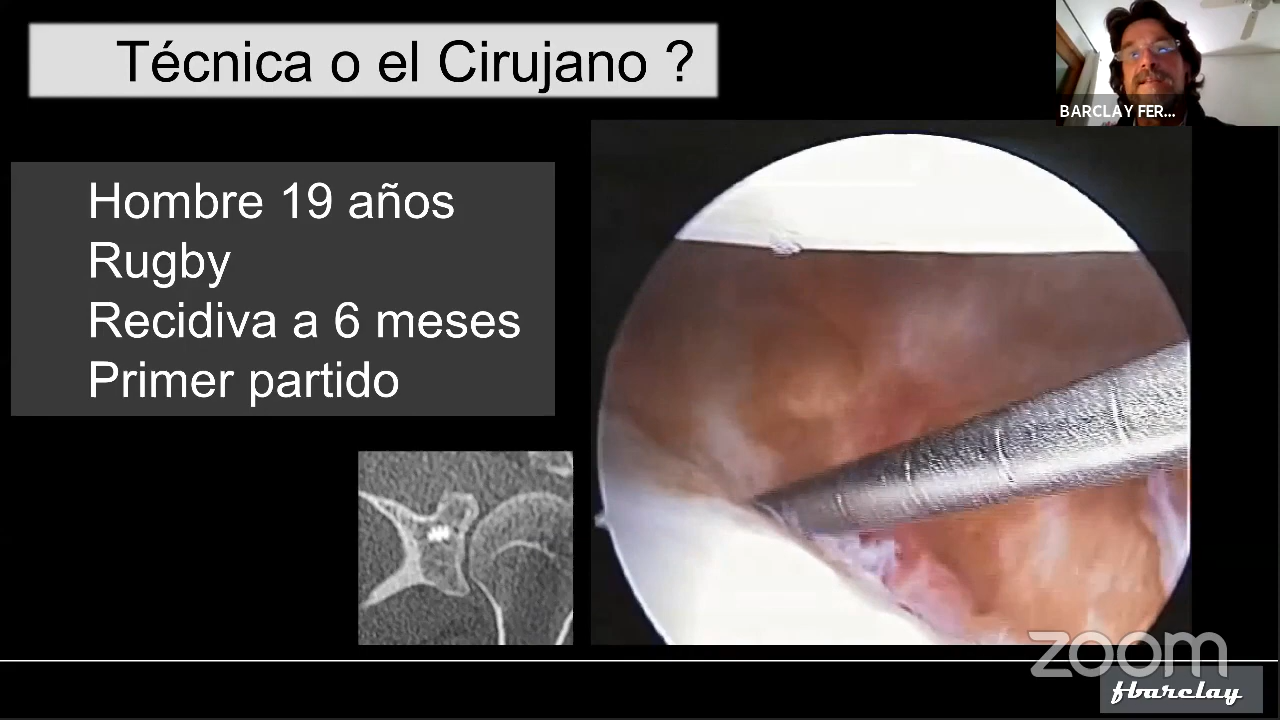 Técnica o el Cirujano ?
BARCLAY FER...
Hombre 19 años
Rugby
Recidiva a 6 meses
Primer partido
zoom
fbarclay